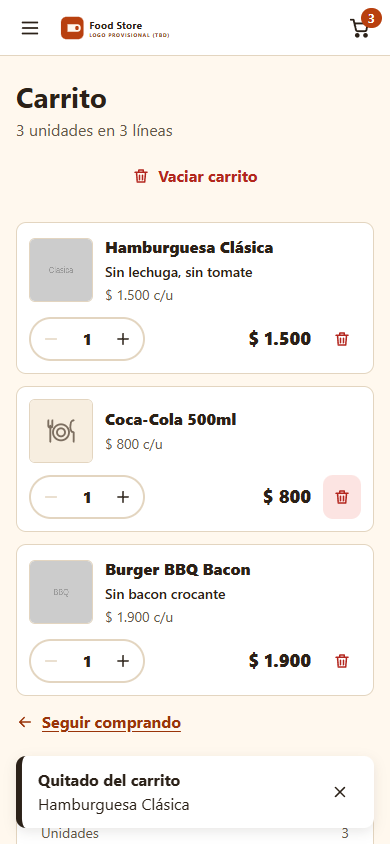 Food Store
LOGO PROVISIONAL (TBD)
3
Carrito
3 unidades en 3 líneas
Vaciar carrito
Clasica
Hamburguesa Clásica
Sin lechuga, sin tomate
$ 1.500 c/u
1
$ 1.500
Coca-Cola 500ml
$ 800 c/u
1
$ 800
BBQ
Burger BBQ Bacon
Sin bacon crocante
$ 1.900 c/u
1
$ 1.900
Seguir comprando
Quitado del carrito
Hamburguesa Clásica
Unidades 3